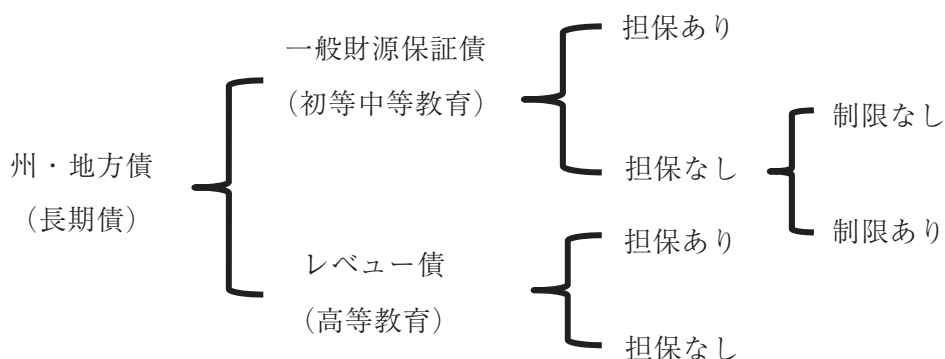 州・地方債
（長期債）
一般財源保証債
（初等中等教育）
担保あり
担保なし
制限なし
制限あり
レベニュー債
（高等教育）
担保あり
担保なし